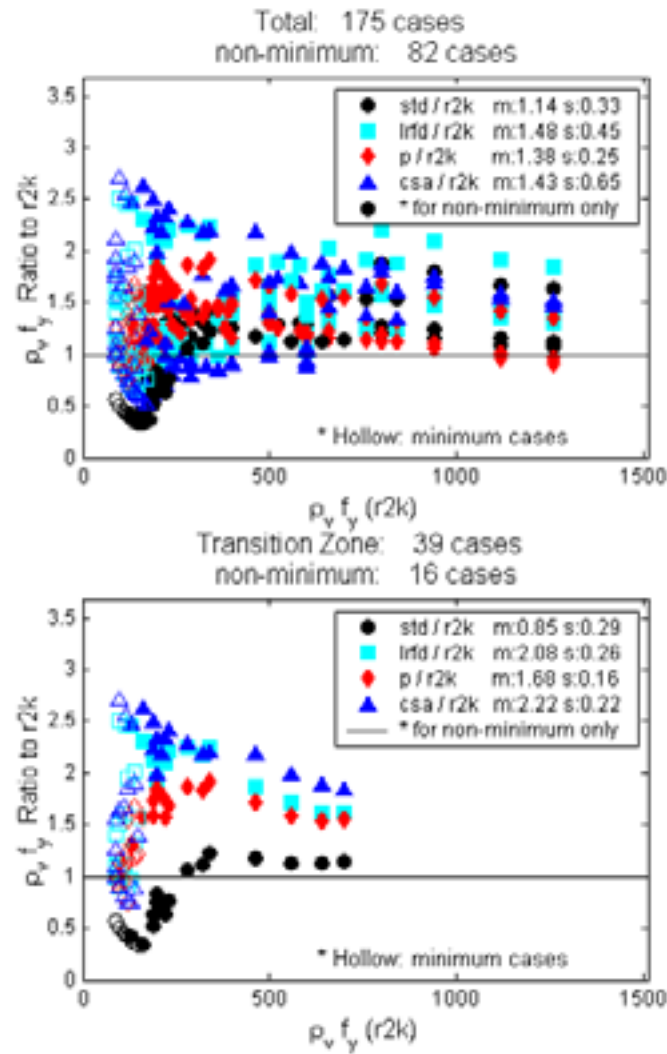 Total: 175 cases
non-minimum: 82 cases
3.5
3
2.5
2
1.5
1
0.5
0
ρv fy Ratio to r2k
std / r2k m:1.14 s:0.33
lrfd / r2k m:1.48 s:0.45
p / r2k m:1.38 s:0.25
csa / r2k m:1.43 s:0.65
* for non-minimum only
* Hollow: minimum cases
0 500 1000 1500
ρv fy (r2k)
Transition Zone: 39 cases
non-minimum: 16 cases
3.5
3
2.5
2
1.5
1
0.5
0
ρv fy Ratio to r2k
std / r2k m:0.85 s:0.29
lrfd / r2k m:2.08 s:0.26
p / r2k m:1.68 s:0.16
csa / r2k m:2.22 s:0.22
* for non-minimum only
* Hollow: minimum cases
0 500 1000 1500
ρv fy (r2k)